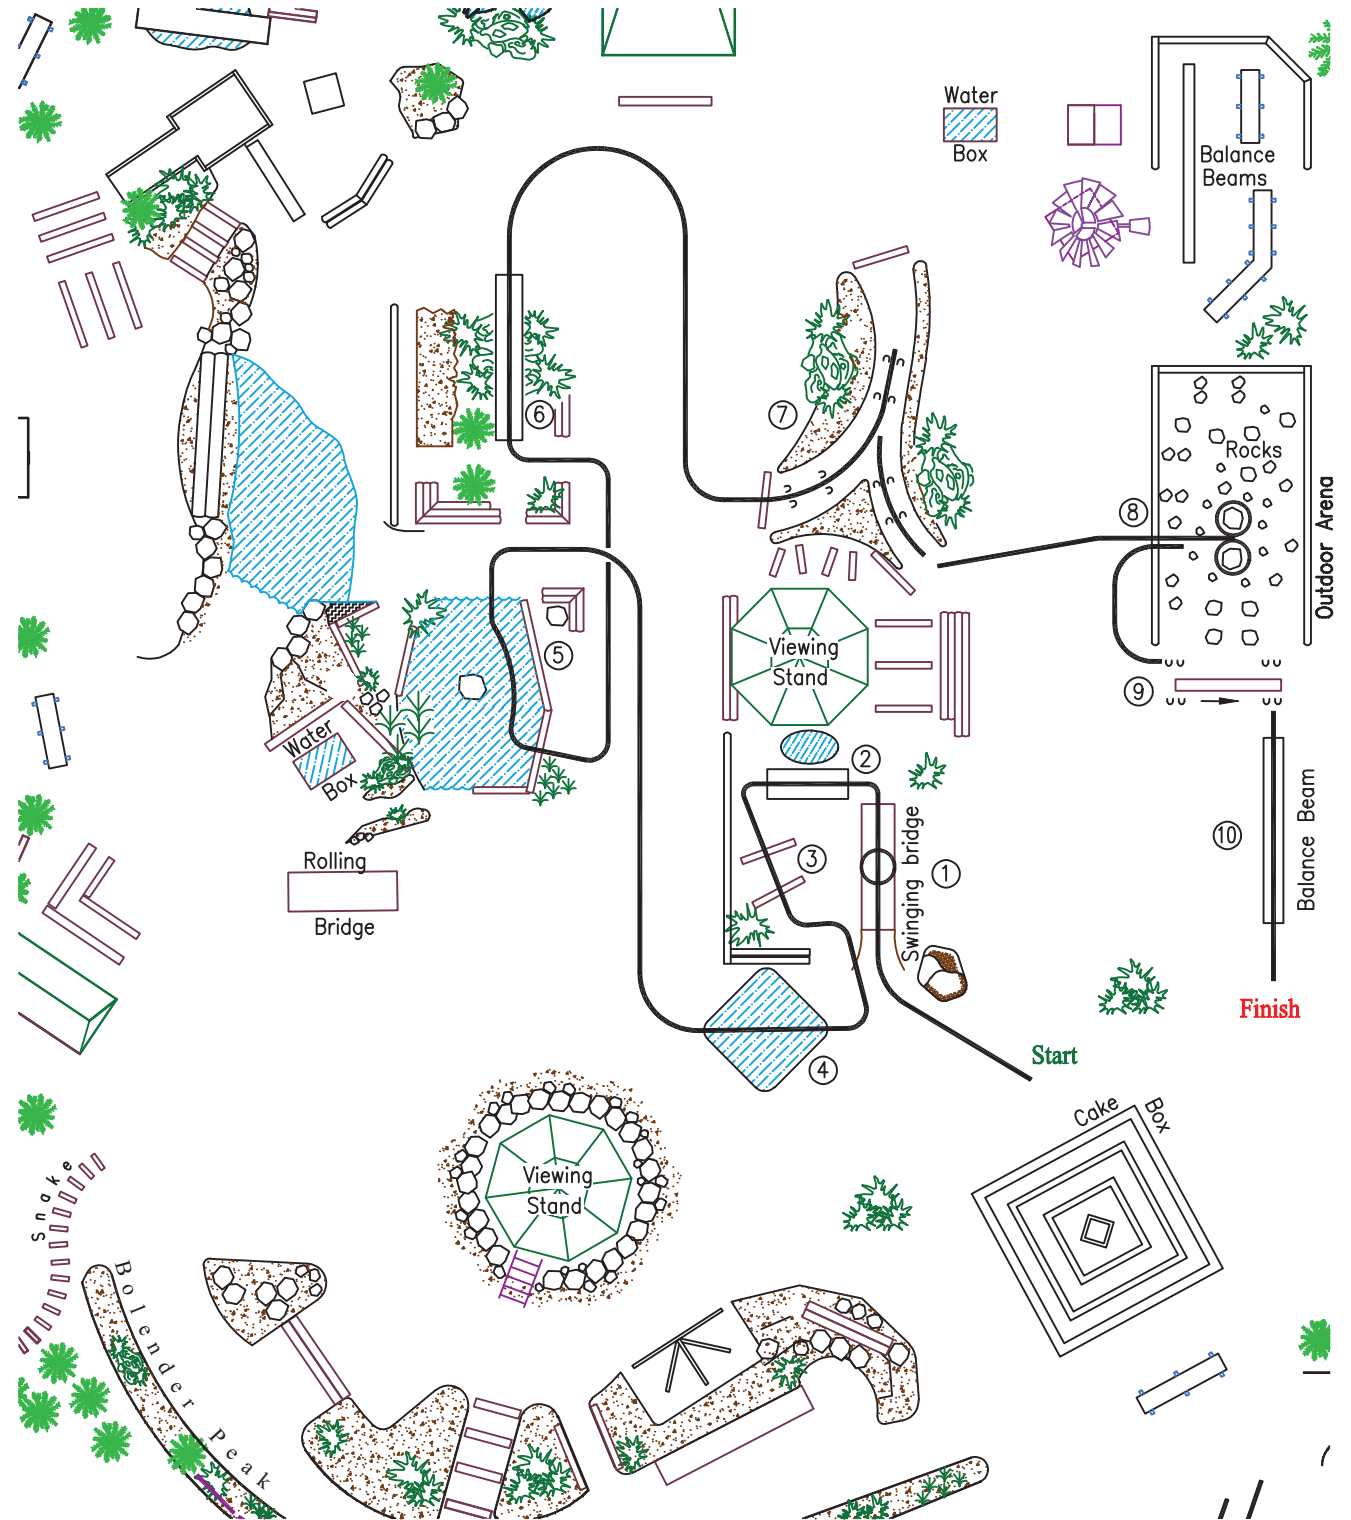 Water
Box
Balance
Beams
6
7
Rocks
8
Outdoor Arena
5
Viewing
Stand
9
Water
Box
2
10
Balance Beam
3
1
Swinging bridge
Rolling
Bridge
Finish
Start
4
Cake
Box
Snake
Viewing
Stand
Bolender Peak